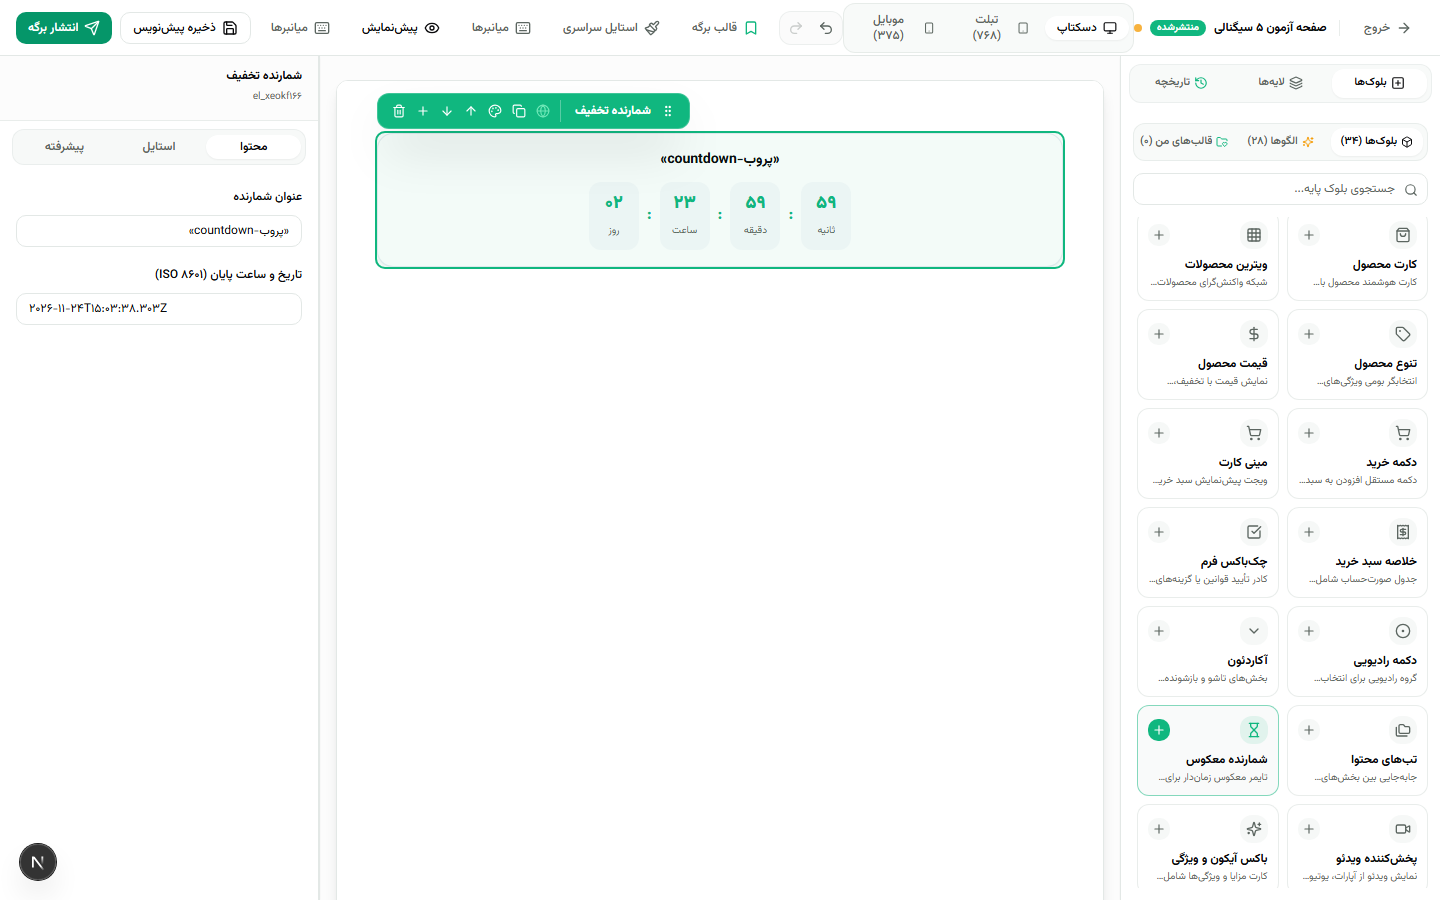 خروج
صفحه آزمون ۵ سیگنالی
منتشرشده
دسکتاپ
تبلت (۷۶۸)
موبایل (۳۷۵)
قالب برگه
استایل سراسری
میانبرها
پیش‌نمایش
میانبرها
ذخیره پیش‌نویس
انتشار برگه
بلوک‌ها
لایه‌ها
تاریخچه
بلوک‌ها (۳۴)
الگوها (۲۸)
قالب‌های من (۰)
جستجوی بلوک پایه...
کارت محصول
کارت هوشمند محصول با...
ویترین محصولات
شبکه واکنش‌گرای محصولات...
تنوع محصول
انتخابگر بومی ویژگی‌های...
قیمت محصول
نمایش قیمت با تخفیف،...
دکمه خرید
دکمه مستقل افزودن به سبد...
مینی کارت
ویجت پیش‌نمایش سبد خری...
خلاصه سبد خرید
جدول صورت‌حساب شامل...
چک‌باکس فرم
کادر تأیید قوانین یا گزینه‌های...
دکمه رادیویی
گروه رادیویی برای انتخاب...
آکاردئون
بخش‌های تاشو و بازشونده...
تب‌های محتوا
جابه‌جایی بین بخش‌های...
شمارنده معکوس
تایمر معکوس زمان‌دار برای...
پخش‌کننده ویدئو
نمایش ویدئو از آپارات، یوتیو...
باکس آیکون و ویژگی
کارت مزایا و ویژگی‌ها شامل...
شمارنده تخفیف
«پروب-countdown»
۰۲ : ۲۳ : ۵۹ : ۵۹
روز ساعت دقیقه ثانیه
شمارنده تخفیف
el_xeokf۱۶۶
محتوا
استایل
پیشرفته
عنوان شمارنده
«پروب-countdown»
تاریخ و ساعت پایان (ISO ۸۶۰۱)
۲۰۲۶-۱۱-۲۴T۱۵:۰۳:۳۸.۳۰۳Z
N